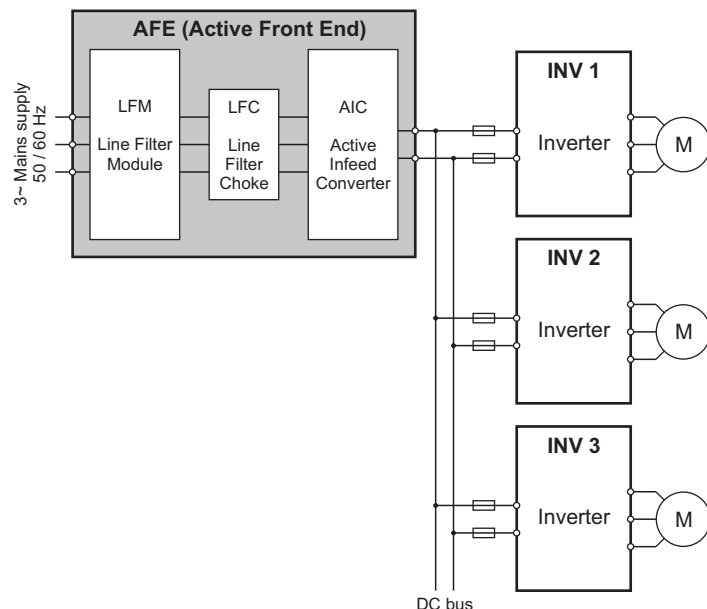 AFE (Active Front End)
3~ Mains supply
50 / 60 Hz
LFM
Line Filter
Module
LFC
Line
Filter
Choke
AIC
Active
Infeed
Converter
INV 1
Inverter
M
INV 2
Inverter
M
INV 3
Inverter
M
DC bus